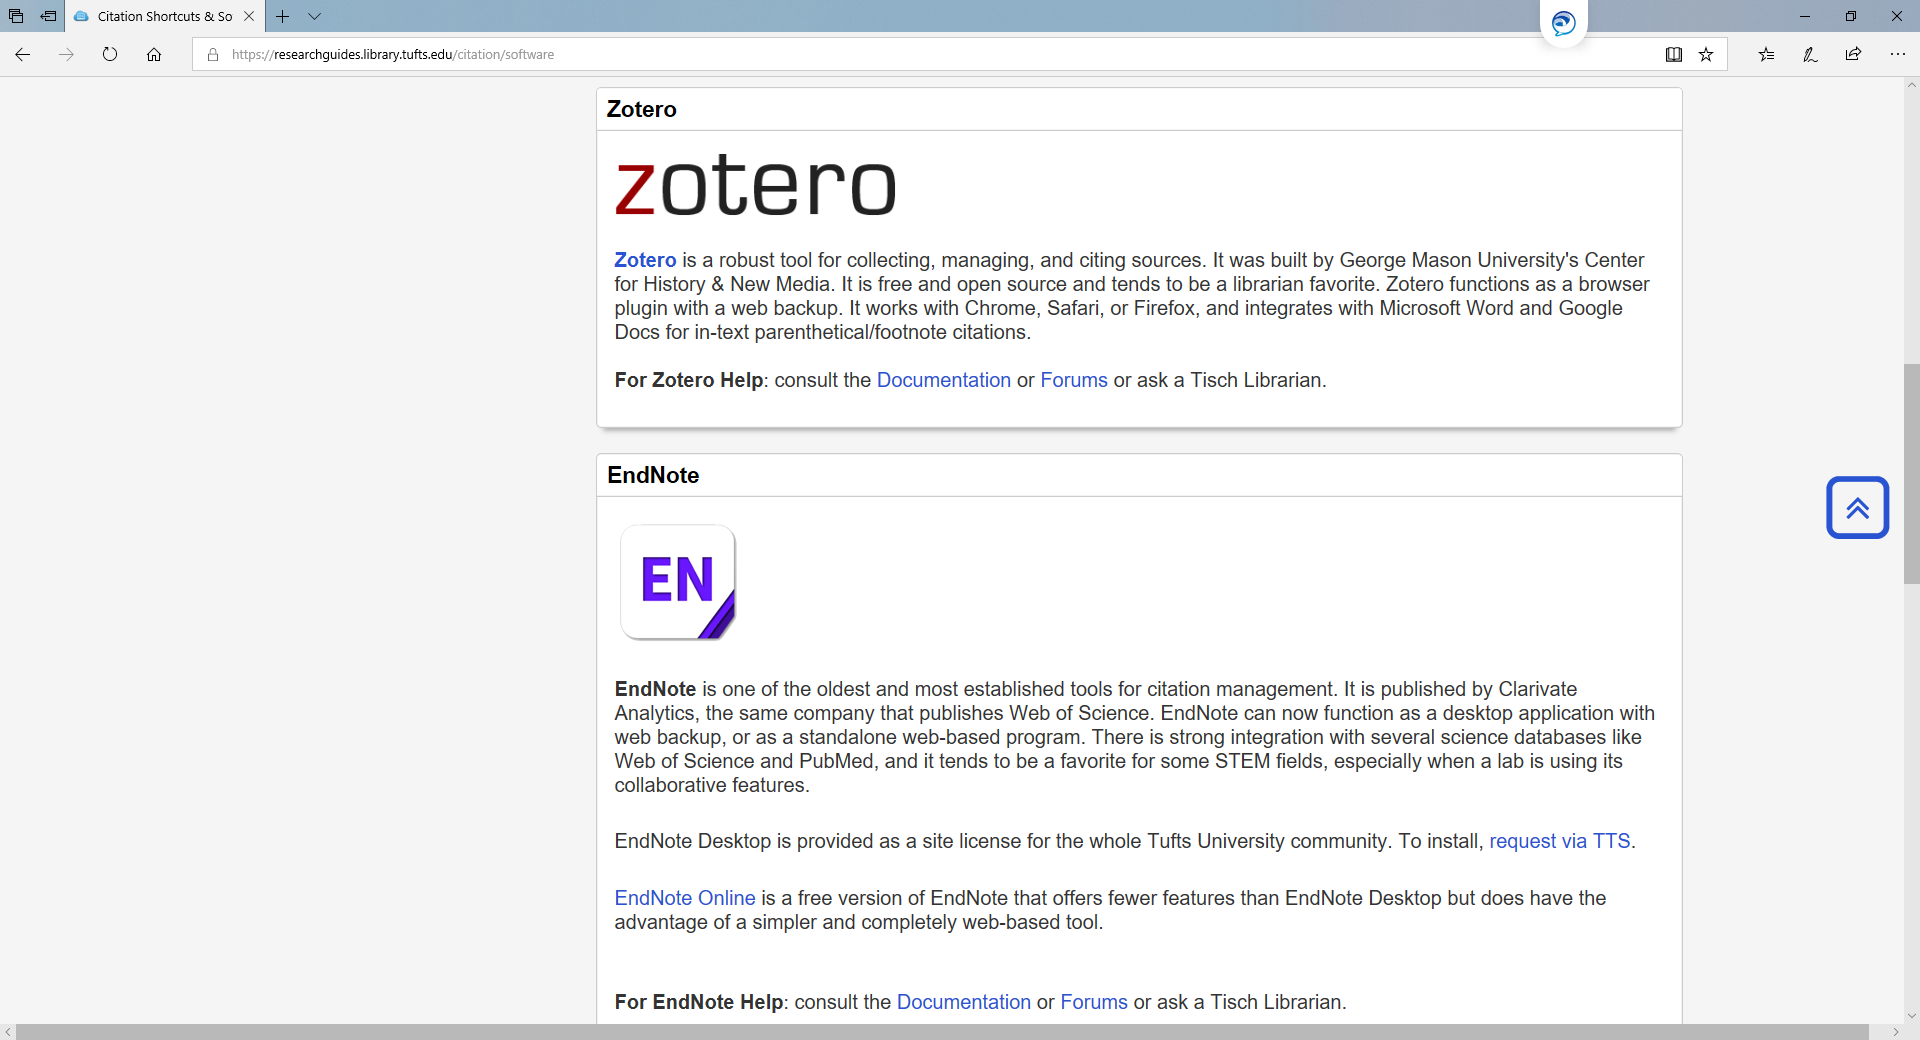 Citation Shortcuts & So
https://researchguides.library.tufts.edu/citation/software
Zotero
zotero
Zotero is a robust tool for collecting, managing, and citing sources. It was built by George Mason University's Center
for History & New Media. It is free and open source and tends to be a librarian favorite. Zotero functions as a browser
plugin with a web backup. It works with Chrome, Safari, or Firefox, and integrates with Microsoft Word and Google
Docs for in-text parenthetical/footnote citations.
For Zotero Help: consult the Documentation or Forums or ask a Tisch Librarian.
EndNote
EN
EndNote is one of the oldest and most established tools for citation management. It is published by Clarivate
Analytics, the same company that publishes Web of Science. EndNote can now function as a desktop application with
web backup, or as a standalone web-based program. There is strong integration with several science databases like
Web of Science and PubMed, and it tends to be a favorite for some STEM fields, especially when a lab is using its
collaborative features.
EndNote Desktop is provided as a site license for the whole Tufts University community. To install, request via TTS.
EndNote Online is a free version of EndNote that offers fewer features than EndNote Desktop but does have the
advantage of a simpler and completely web-based tool.
For EndNote Help: consult the Documentation or Forums or ask a Tisch Librarian.